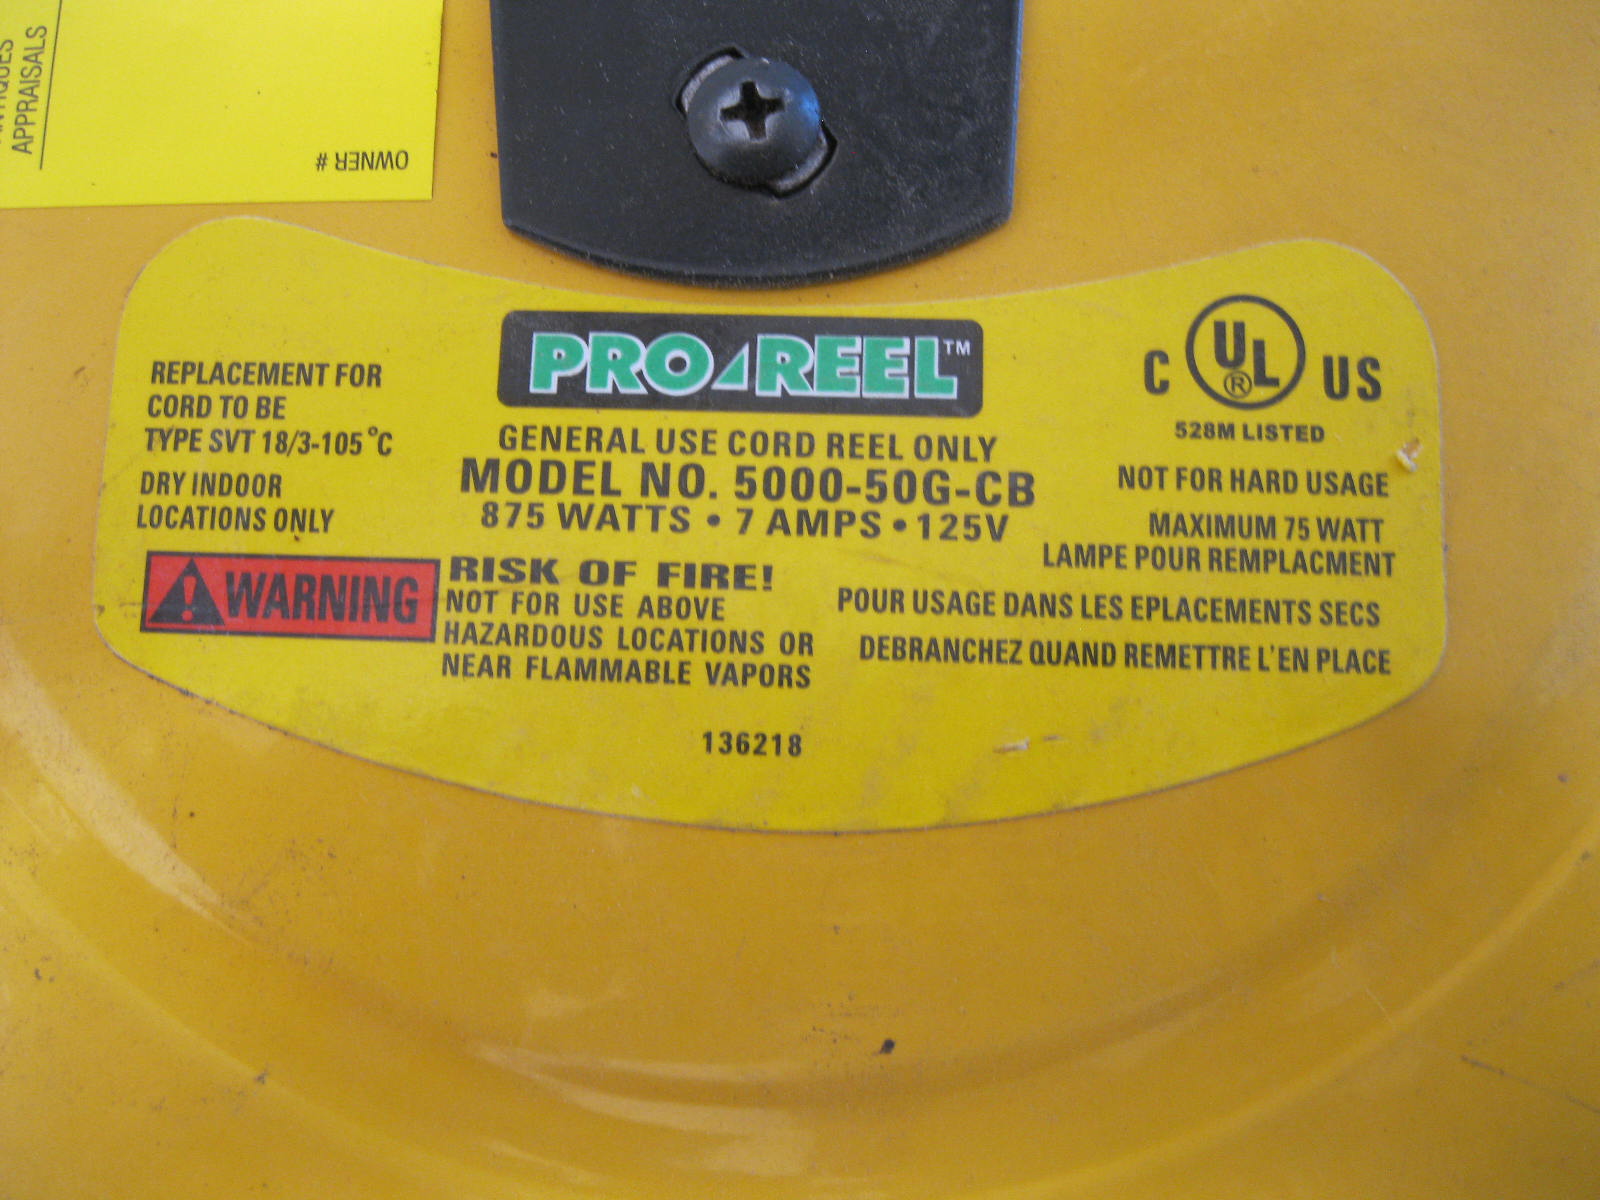 APPRAISALS
OWNER #
PRO REEL™
REPLACEMENT FOR
CORD TO BE
TYPE SVT 18/3-105°C
DRY INDOOR
LOCATIONS ONLY
GENERAL USE CORD REEL ONLY
MODEL NO. 5000-50G-CB
875 WATTS • 7 AMPS • 125V
C UL® US
528M LISTED
NOT FOR HARD USAGE
MAXIMUM 75 WATT
LAMPE POUR REMPLACMENT
POUR USAGE DANS LES EPLACEMENTS SECS
DEBRANCHEZ QUAND REMETTRE L'EN PLACE
WARNING
RISK OF FIRE!
NOT FOR USE ABOVE
HAZARDOUS LOCATIONS OR
NEAR FLAMMABLE VAPORS
136218